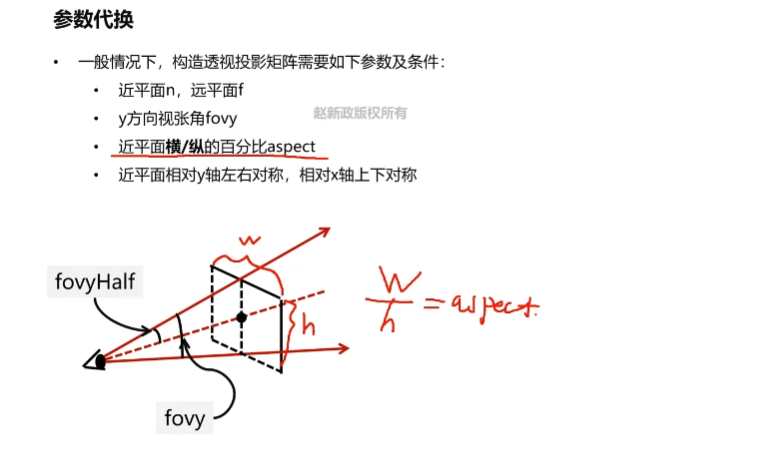 参数代换
• 一般情况下，构造透视投影矩阵需要如下参数及条件：
• 近平面n，远平面f
• y方向视张角fovy
赵新政版权所有
• 近平面横/纵的百分比aspect
• 近平面相对y轴左右对称，相对x轴上下对称
w
fovyHalf
h
W/h = aspect.
fovy